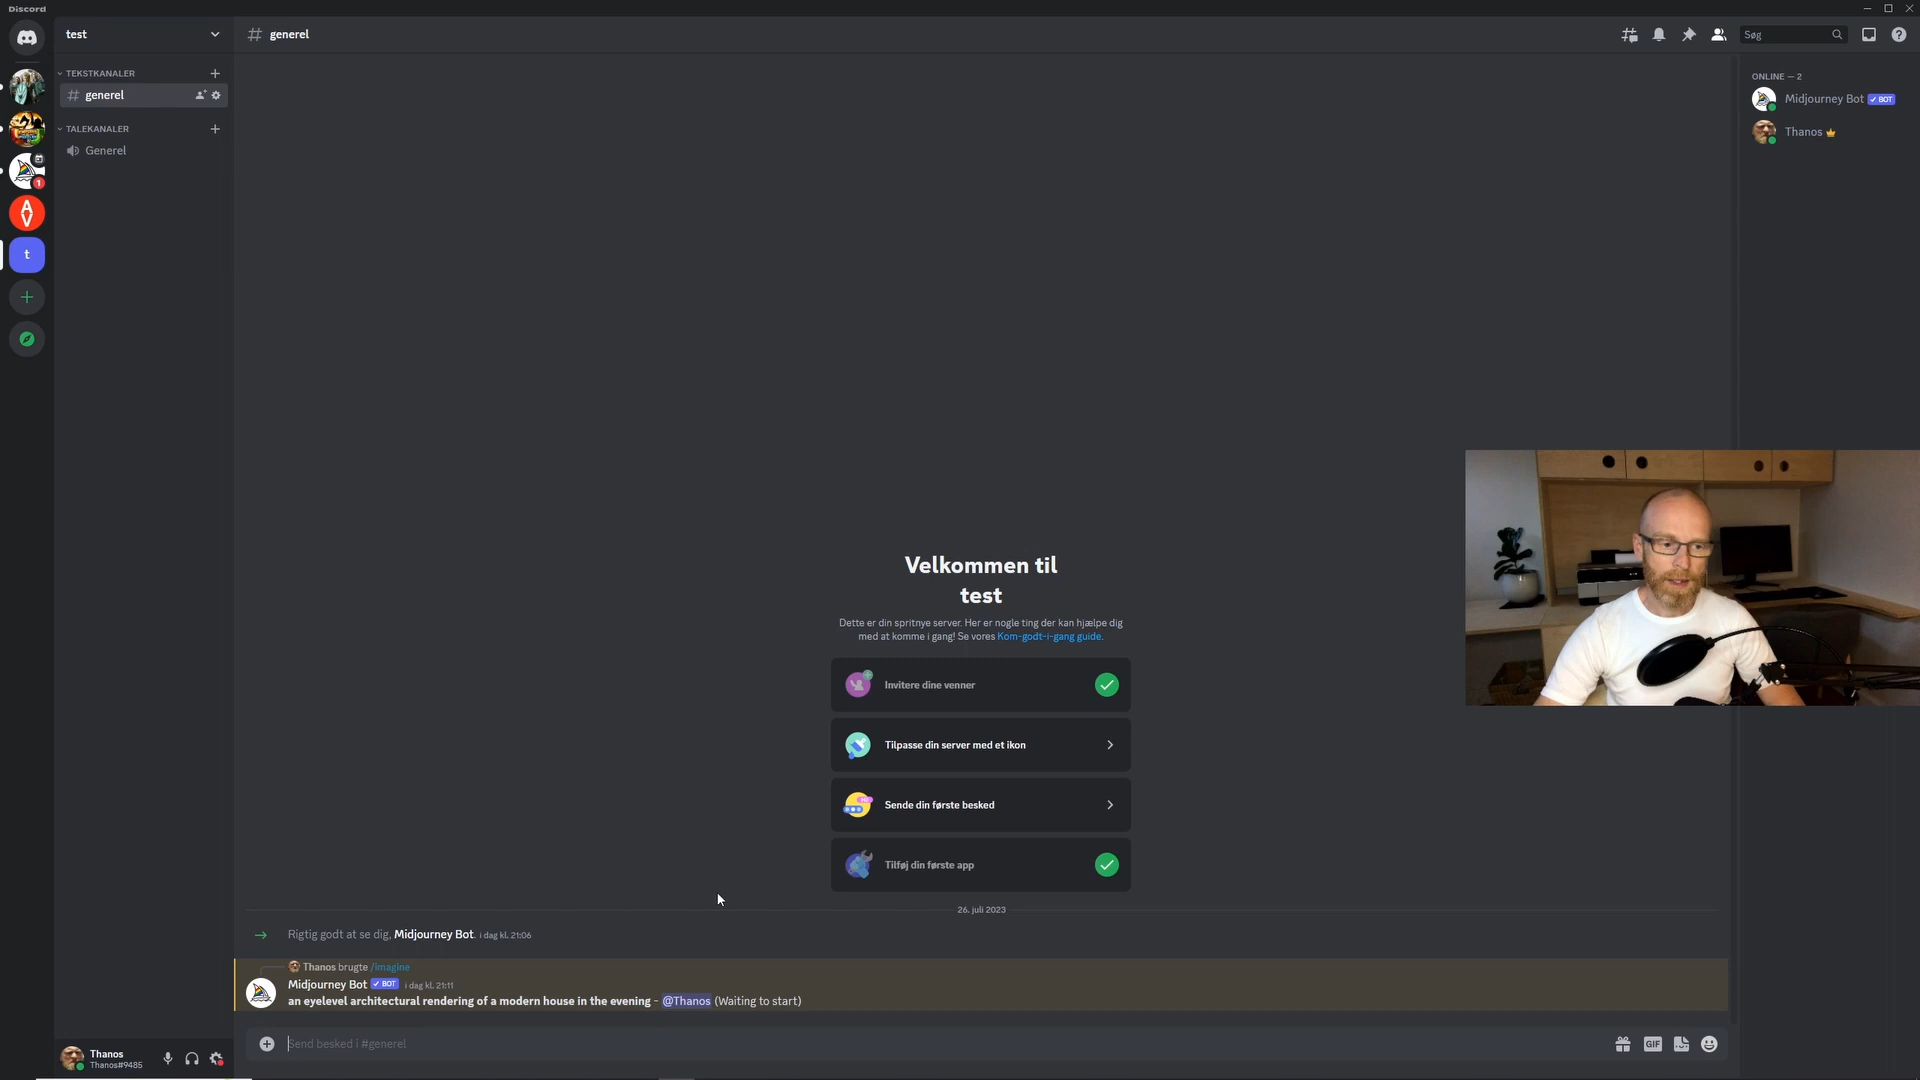 Discord
test
# generel
Søg
TEKSTKANALER
# generel
TALEKANALER
Generel
1
t
ONLINE — 2
Midjourney Bot ✓ BOT
Thanos
Velkommen til
test
Dette er din spritnye server. Her er nogle ting der kan hjælpe dig
med at komme i gang! Se vores Kom-godt-i-gang guide.
Invitere dine venner
Tilpasse din server med et ikon
Sende din første besked
Tilføj din første app
26. juli 2023
Rigtig godt at se dig, Midjourney Bot. i dag kl. 21:06
Thanos brugte /imagine
Midjourney Bot ✓ BOT i dag kl. 21:11
an eyelevel architectural rendering of a modern house in the evening - @Thanos (Waiting to start)
Send besked i #generel
GIF
Thanos
Thanos#9485